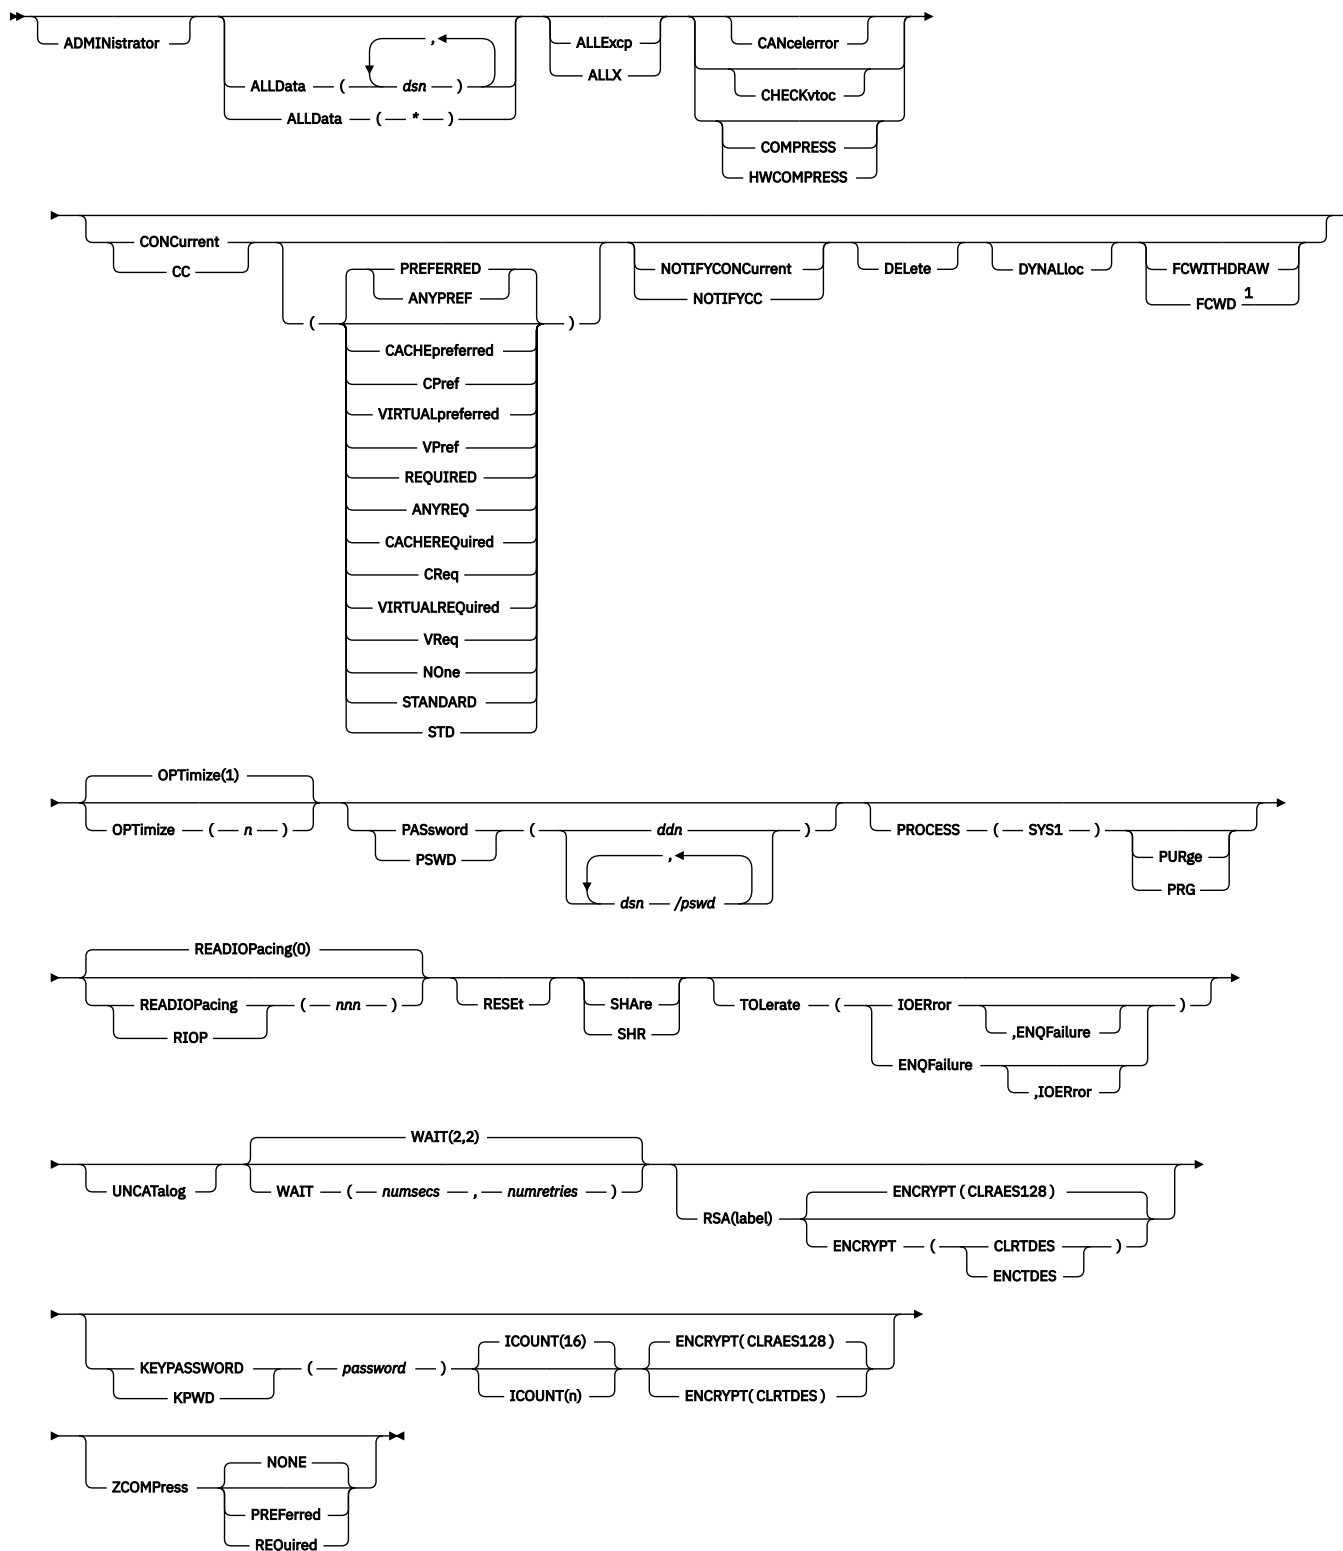 ADMINistrator
ALLData ( dsn , )
ALLData ( * )
ALLExcp
ALLX
CANcelerror
CHECKvtoc
COMPRESS
HWCOMPRESS
CONCurrent
CC
(
PREFERRED
ANYPREF
CACHEpreferred
CPref
VIRTUALpreferred
VPref
REQUIRED
ANYREQ
CACHEREQuired
CReq
VIRTUALREQuired
VReq
NOne
STANDARD
STD
)
NOTIFYCONCurrent
NOTIFYCC
DELete
DYNALloc
FCWITHDRAW
FCWD 1
OPTimize(1)
OPTimize ( n )
PASsword
PSWD
(
ddn
,
dsn /pswd
)
PROCESS ( SYS1 )
PURge
PRG
READIOPacing(0)
READIOPacing
RIOP
( nnn )
RESEt
SHAre
SHR
TOLerate (
IOERror
,ENQFailure
ENQFailure
,IOERror
)
UNCATalog
WAIT(2,2)
WAIT ( numsecs , numretries )
RSA(label)
ENCRYPT ( CLRAES128 )
ENCRYPT (
CLRTDES
ENCTDES
)
KEYPASSWORD
KPWD
( password )
ICOUNT(16)
ICOUNT(n)
ENCRYPT( CLRAES128 )
ENCRYPT( CLRTDES )
ZCOMPress
NONE
PREFerred
REQuired